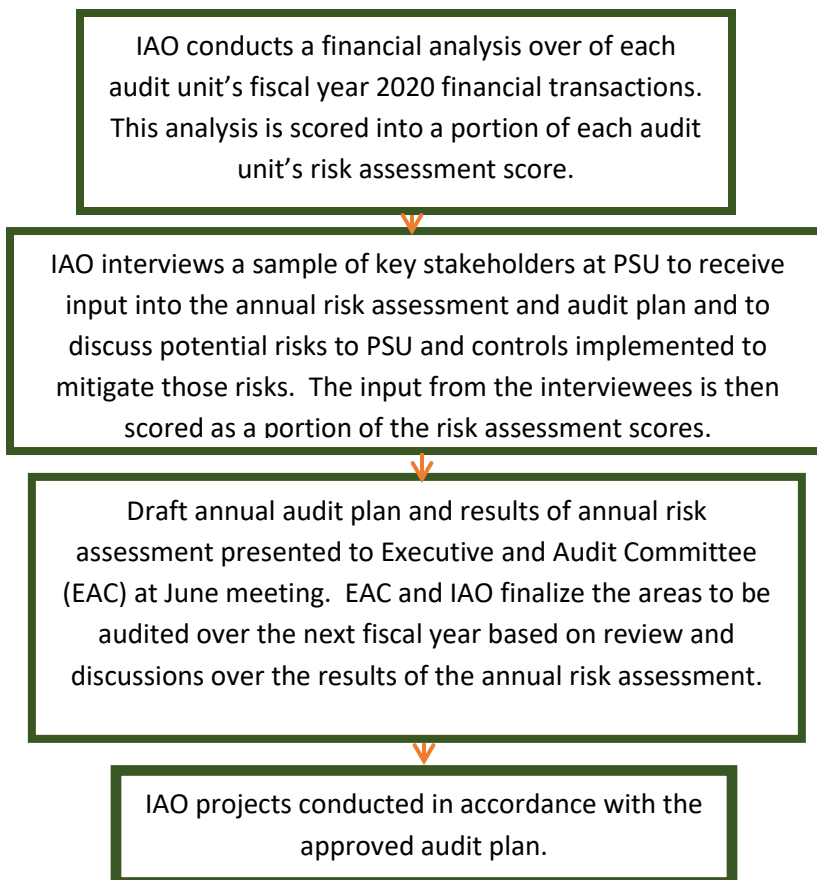 IAO conducts a financial analysis over of each
audit unit’s fiscal year 2020 financial transactions.
This analysis is scored into a portion of each audit
unit’s risk assessment score.
IAO interviews a sample of key stakeholders at PSU to receive
input into the annual risk assessment and audit plan and to
discuss potential risks to PSU and controls implemented to
mitigate those risks.  The input from the interviewees is then
scored as a portion of the risk assessment scores.
Draft annual audit plan and results of annual risk
assessment presented to Executive and Audit Committee
(EAC) at June meeting.  EAC and IAO finalize the areas to be
audited over the next fiscal year based on review and
discussions over the results of the annual risk assessment.
IAO projects conducted in accordance with the
approved audit plan.